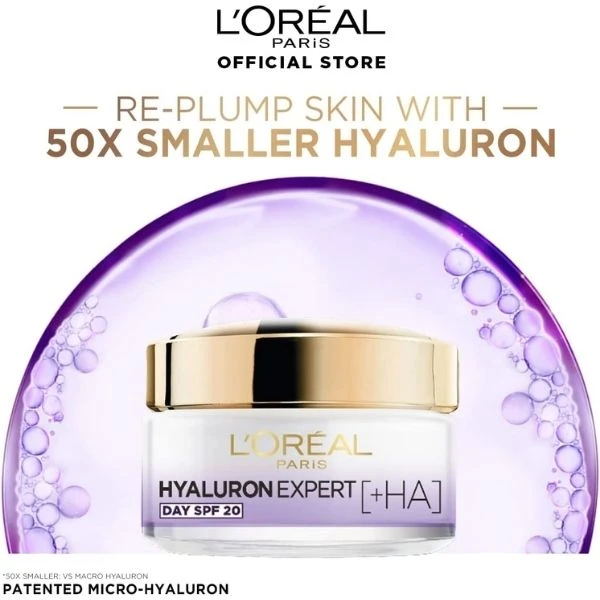 L'ORÉAL
PARIS
OFFICIAL STORE
RE-PLUMP SKIN WITH
50X SMALLER HYALURON
L'ORÉAL
PARIS
HYALURON EXPERT [+HA]
DAY SPF 20
*50X SMALLER: VS MACRO HYALURON
PATENTED MICRO-HYALURON